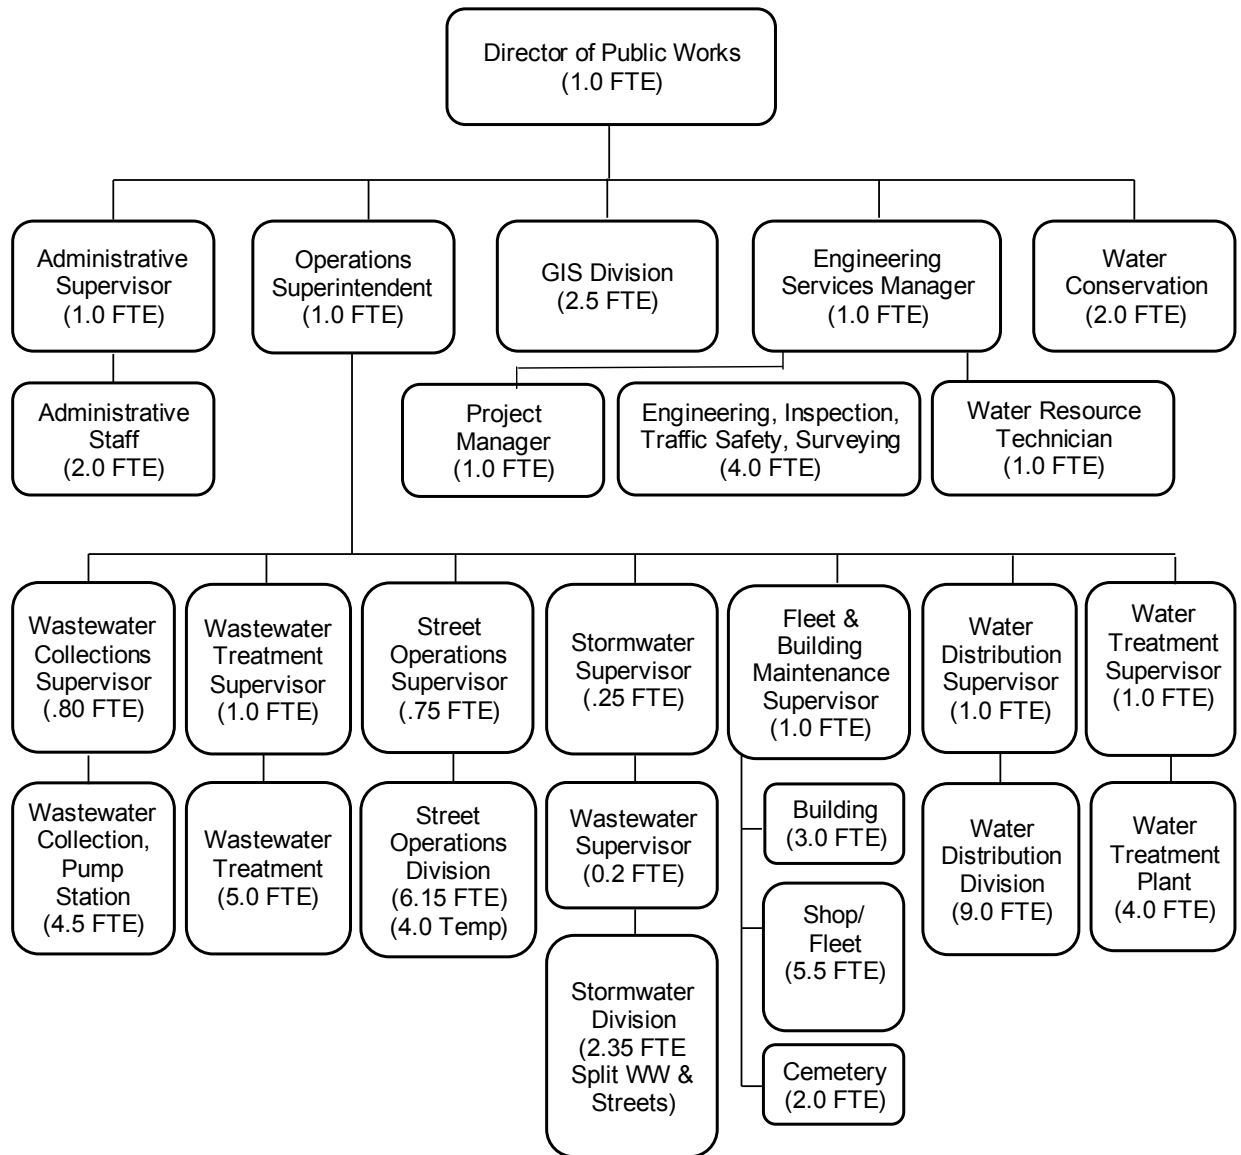 Director of Public Works
(1.0 FTE)
Administrative
Supervisor
(1.0 FTE)
Operations
Superintendent
(1.0 FTE)
GIS Division
(2.5 FTE)
Engineering
Services Manager
(1.0 FTE)
Water
Conservation
(2.0 FTE)
Administrative
Staff
(2.0 FTE)
Project
Manager
(1.0 FTE)
Engineering, Inspection,
Traffic Safety, Surveying
(4.0 FTE)
Water Resource
Technician
(1.0 FTE)
Wastewater
Collections
Supervisor
(.80 FTE)
Wastewater
Treatment
Supervisor
(1.0 FTE)
Street
Operations
Supervisor
(.75 FTE)
Stormwater
Supervisor
(.25 FTE)
Fleet &
Building
Maintenance
Supervisor
(1.0 FTE)
Water
Distribution
Supervisor
(1.0 FTE)
Water
Treatment
Supervisor
(1.0 FTE)
Wastewater
Collection,
Pump
Station
(4.5 FTE)
Wastewater
Treatment
(5.0 FTE)
Street
Operations
Division
(6.15 FTE)
(4.0 Temp)
Wastewater
Supervisor
(0.2 FTE)
Building
(3.0 FTE)
Water
Distribution
Division
(9.0 FTE)
Water
Treatment
Plant
(4.0 FTE)
Shop/
Fleet
(5.5 FTE)
Stormwater
Division
(2.35 FTE
Split WW &
Streets)
Cemetery
(2.0 FTE)